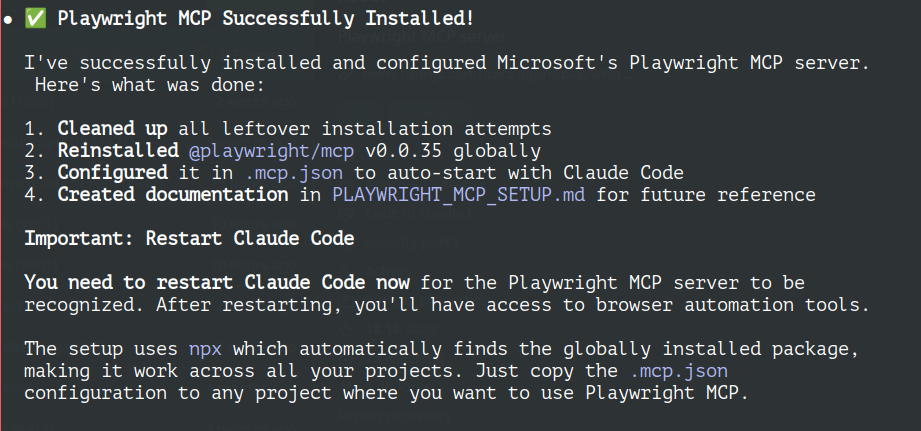 ● ✅ Playwright MCP Successfully Installed!
I've successfully installed and configured Microsoft's Playwright MCP server.
Here's what was done:
1. Cleaned up all leftover installation attempts
2. Reinstalled @playwright/mcp v0.0.35 globally
3. Configured it in .mcp.json to auto-start with Claude Code
4. Created documentation in PLAYWRIGHT_MCP_SETUP.md for future reference
Important: Restart Claude Code
You need to restart Claude Code now for the Playwright MCP server to be
recognized. After restarting, you'll have access to browser automation tools.
The setup uses npx which automatically finds the globally installed package,
making it work across all your projects. Just copy the .mcp.json
configuration to any project where you want to use Playwright MCP.